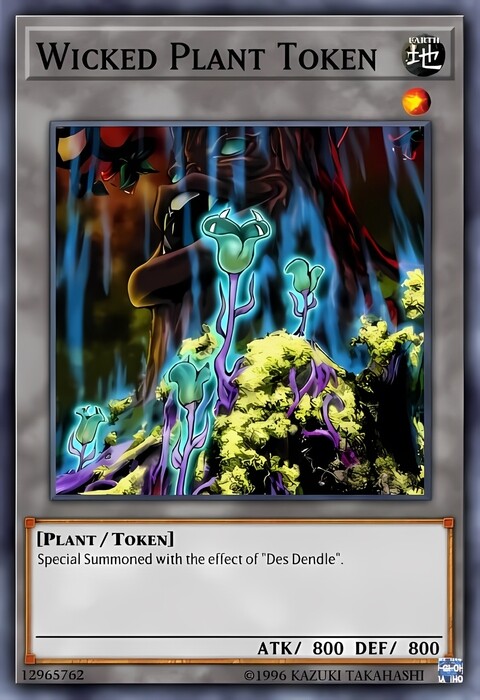 Wicked Plant Token
EARTH
地
[Plant / Token]
Special Summoned with the effect of "Des Dendle".
ATK/ 800 DEF/ 800
12965762
©1996 KAZUKI TAKAHASHI